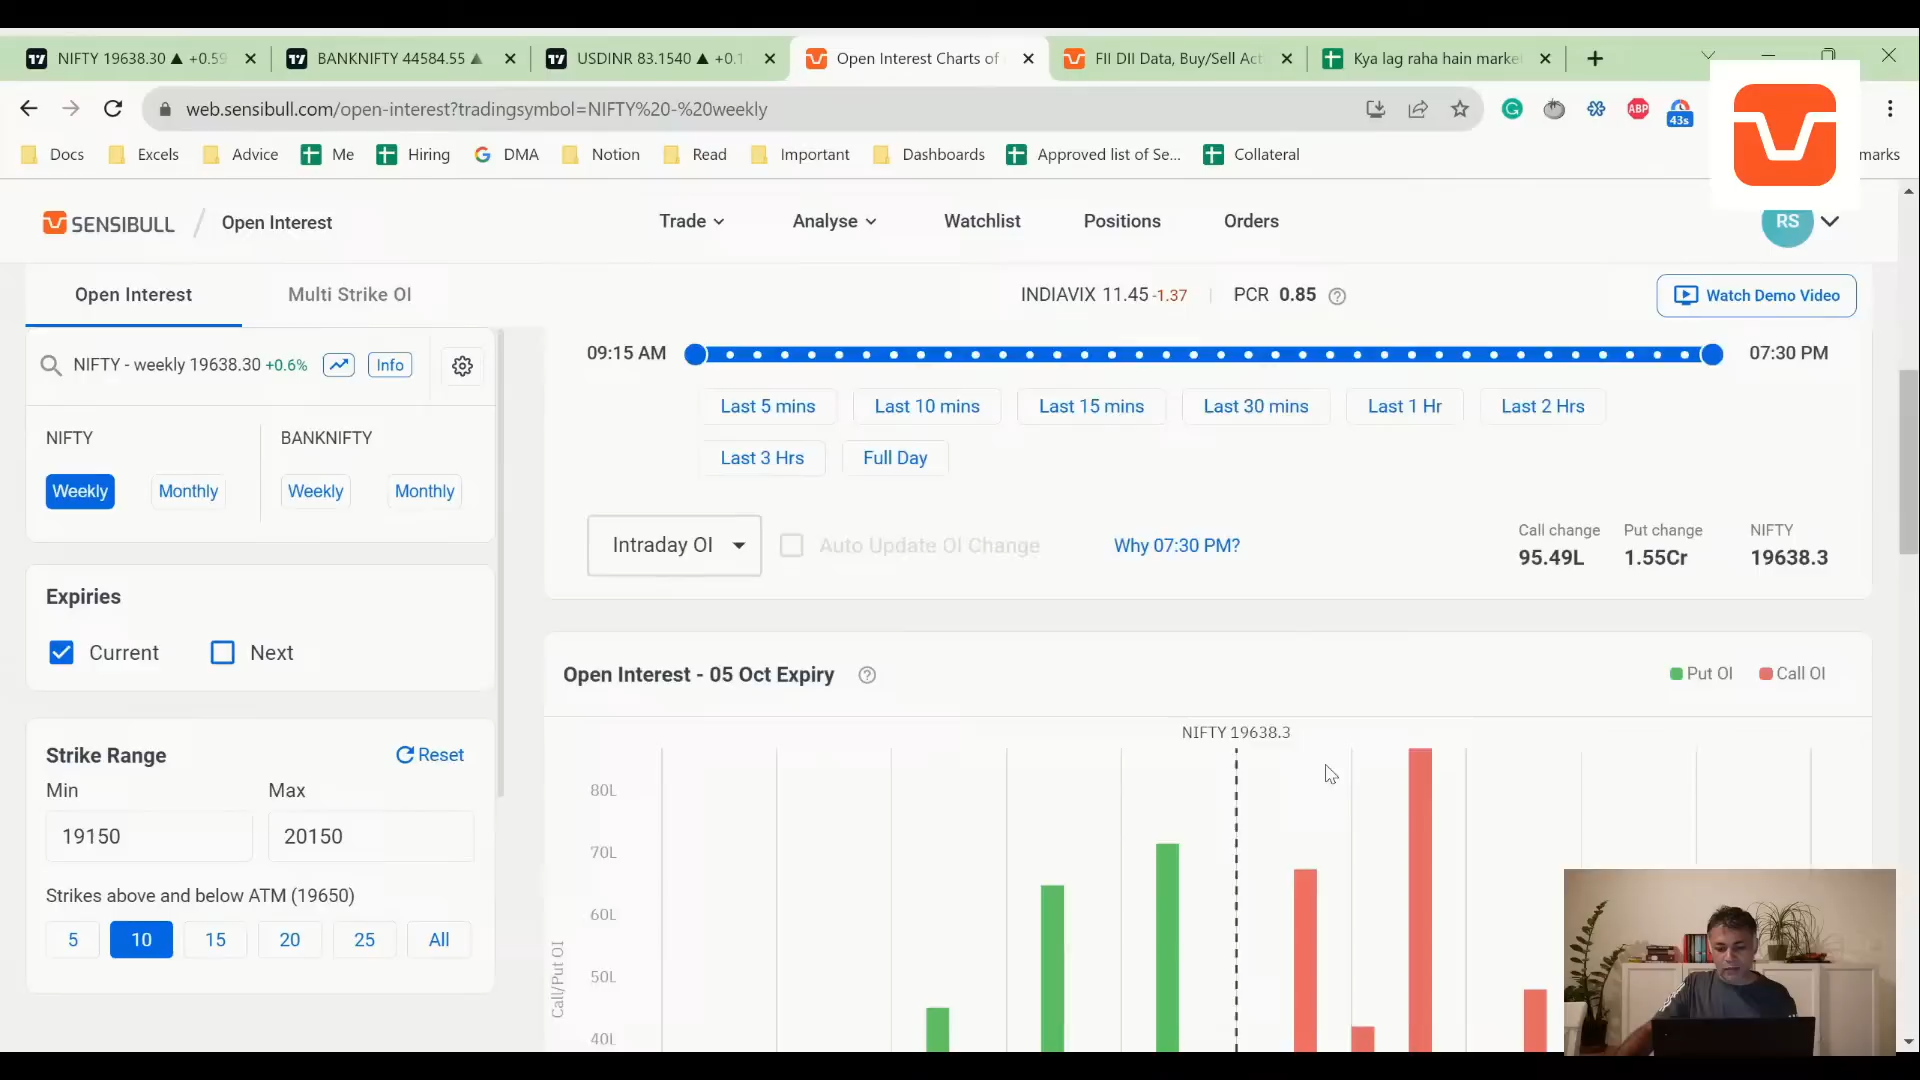 NIFTY 19638.30 ▲ +0.59
BANKNIFTY 44584.55 ▲
USDINR 83.1540 ▲ +0.1
Open Interest Charts of
FII DII Data, Buy/Sell Act
Kya lag raha hain marke
web.sensibull.com/open-interest?tradingsymbol=NIFTY%20-%20weekly
ABP
43s
Docs
Excels
Advice
Me
Hiring
DMA
Notion
Read
Important
Dashboards
Approved list of Se...
Collateral
marks
SENSIBULL / Open Interest
Trade
Analyse
Watchlist
Positions
Orders
RS
Open Interest
Multi Strike OI
INDIAVIX 11.45 -1.37
PCR 0.85
Watch Demo Video
NIFTY - weekly 19638.30 +0.6%
Info
NIFTY
BANKNIFTY
Weekly
Monthly
Weekly
Monthly
Expiries
Current
Next
Strike Range
Reset
Min
Max
19150
20150
Strikes above and below ATM (19650)
5
10
15
20
25
All
09:15 AM
07:30 PM
Last 5 mins
Last 10 mins
Last 15 mins
Last 30 mins
Last 1 Hr
Last 2 Hrs
Last 3 Hrs
Full Day
Intraday OI
Auto Update OI Change
Why 07:30 PM?
Call change
Put change
NIFTY
95.49L
1.55Cr
19638.3
Open Interest - 05 Oct Expiry
Put OI
Call OI
NIFTY 19638.3
80L
70L
60L
50L
40L
Call/Put OI